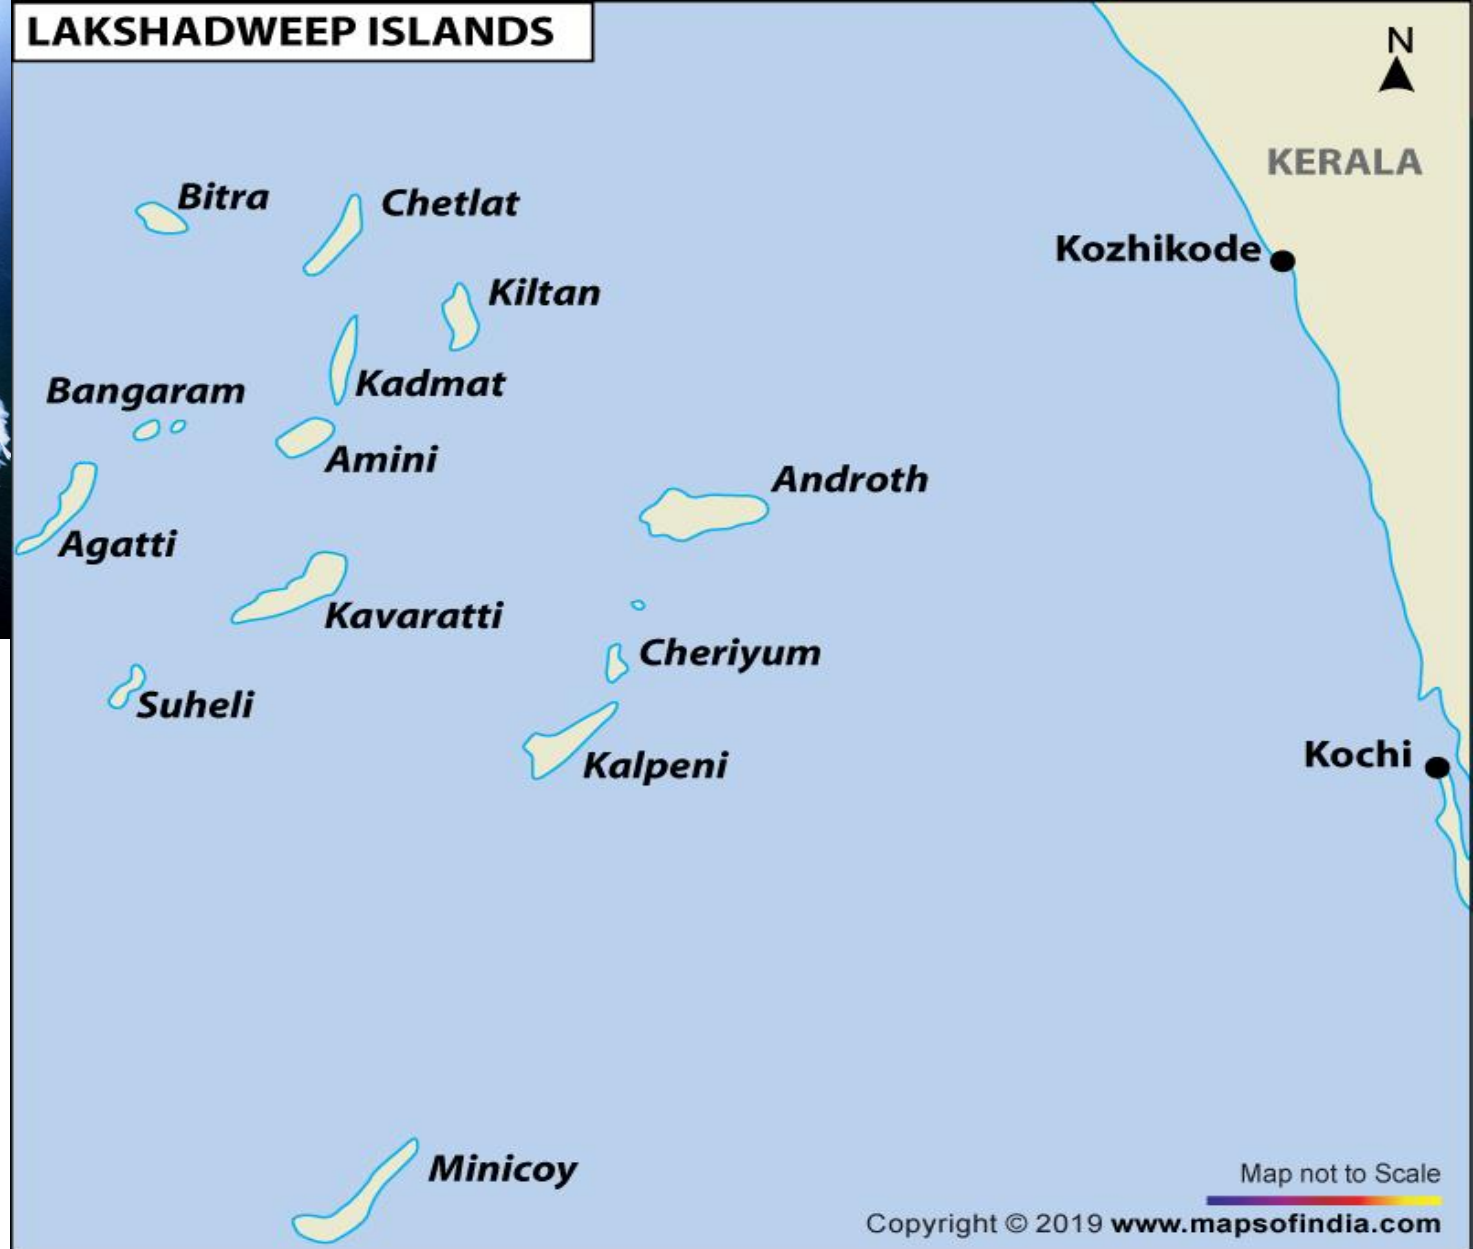 LAKSHADWEEP ISLANDS
N
KERALA
Bitra
Chetlat
Kozhikode
Kiltan
Kadmat
Bangaram
Amini
Androth
Agatti
Kavaratti
Cheriyum
Suheli
Kalpeni
Kochi
Minicoy
Map not to Scale
Copyright © 2019 www.mapsofindia.com